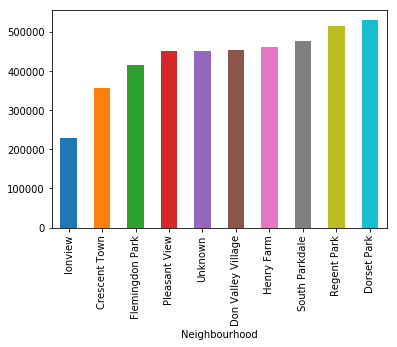 500000
400000
300000
200000
100000
0
Ionview
Crescent Town
Flemingdon Park
Pleasant View
Unknown
Don Valley Village
Henry Farm
South Parkdale
Regent Park
Dorset Park
Neighbourhood